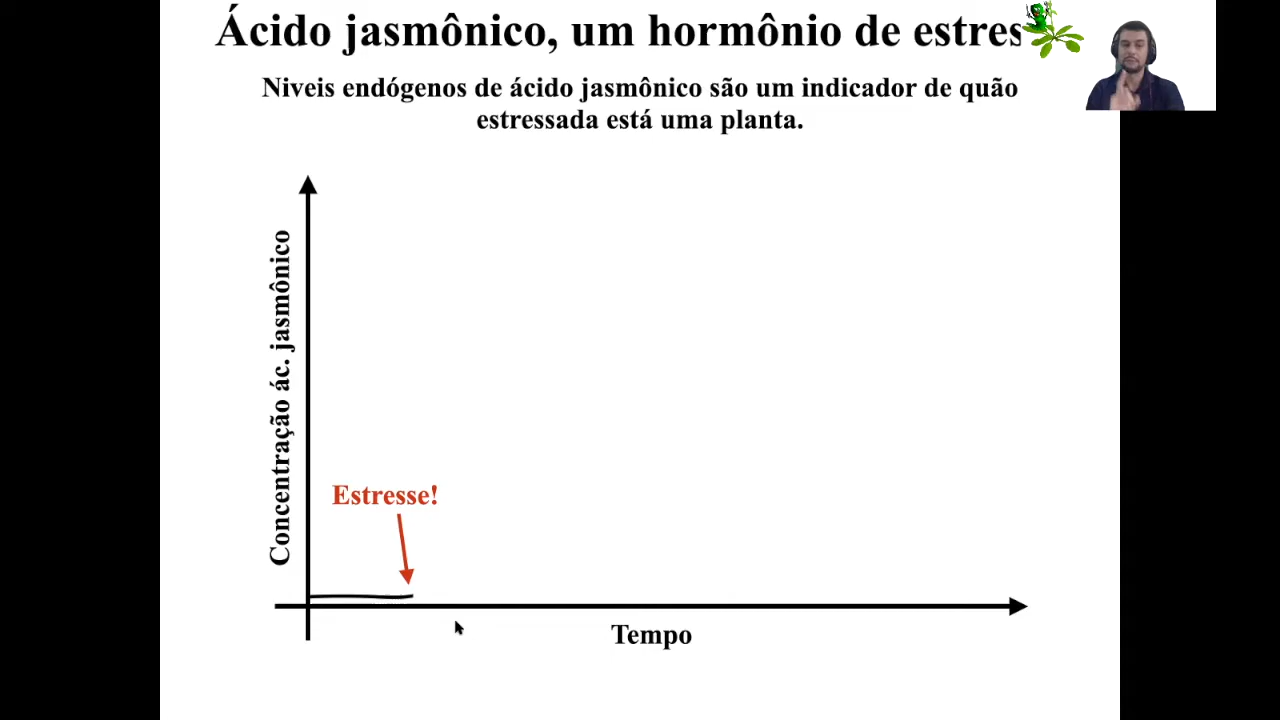 Ácido jasmônico, um hormônio de estres
Niveis endógenos de ácido jasmônico são um indicador de quão
estressada está uma planta.
Concentração ác. jasmônico
Estresse!
Tempo